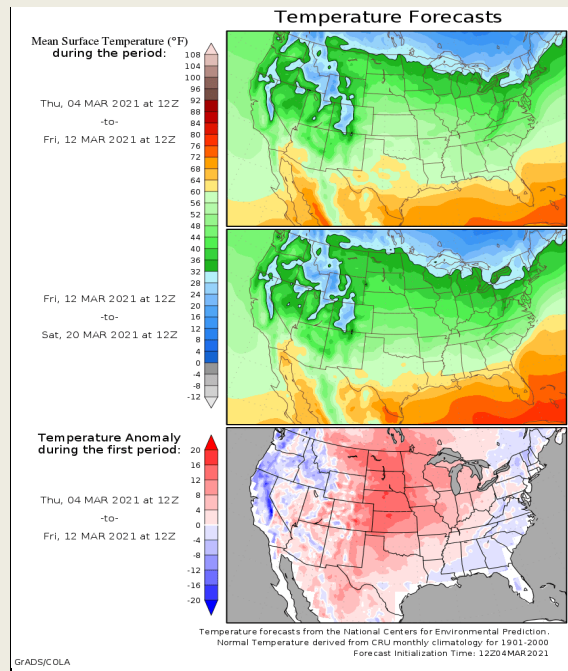 Temperature Forecasts
Mean Surface Temperature (°F)
during the period:
Thu, 04 MAR 2021 at 12Z
-to-
Fri, 12 MAR 2021 at 12Z
108
104
100
96
92
88
84
80
76
72
68
64
60
56
52
48
44
40
36
32
28
24
20
16
12
8
4
0
-4
-8
-12
Fri, 12 MAR 2021 at 12Z
-to-
Sat, 20 MAR 2021 at 12Z
Temperature Anomaly
during the first period:
Thu, 04 MAR 2021 at 12Z
-to-
Fri, 12 MAR 2021 at 12Z
20
16
12
8
4
0
-4
-8
-12
-16
-20
Temperature forecasts from the National Centers for Environmental Prediction.
Normal Temperature derived from CRU monthly climatology for 1901-2000
Forecast Initialization Time: 12Z04MAR2021
GrADS/COLA